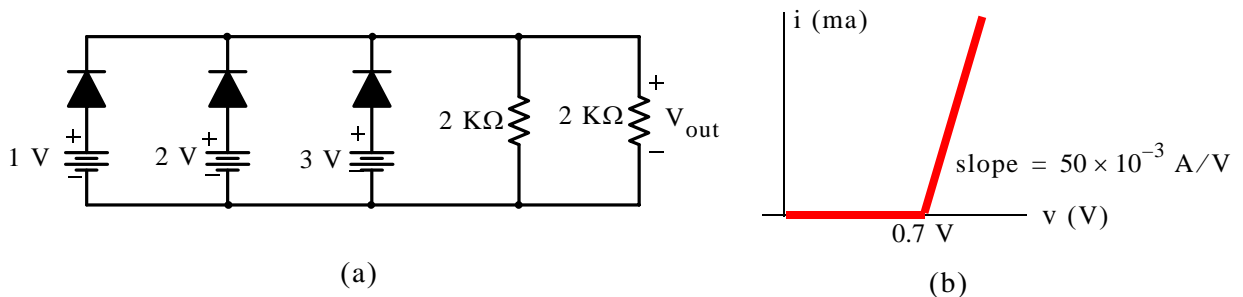 i (ma)
+
1 V
−
+
2 V
−
+
3 V
−
2 KΩ
2 KΩ
+
V_out
−
slope = 50 × 10⁻³ A/V
0.7 V
v (V)
(a)
(b)